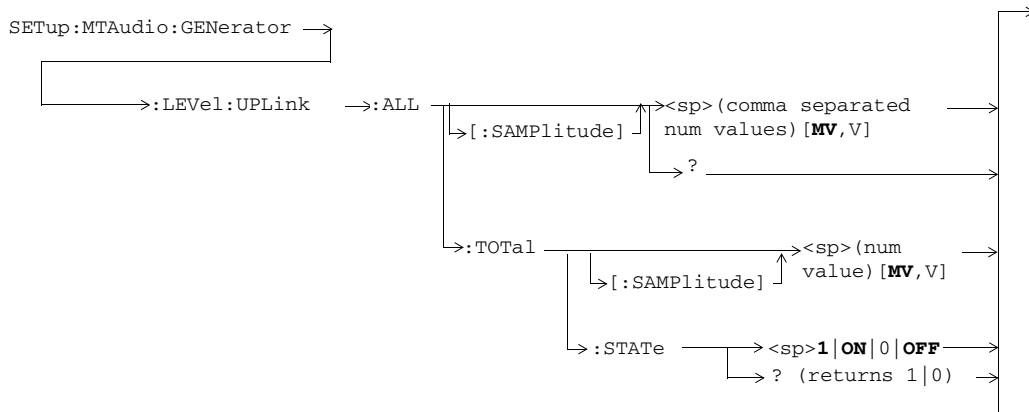 SETup:MTAudio:GENerator
:LEVel:UPLink :ALL <sp>(comma separated
[:SAMPlitude] num values)[MV,V]
?
:TOTal <sp>(num
[:SAMPlitude] value)[MV,V]
:STATe <sp>1|ON|0|OFF
? (returns 1|0)